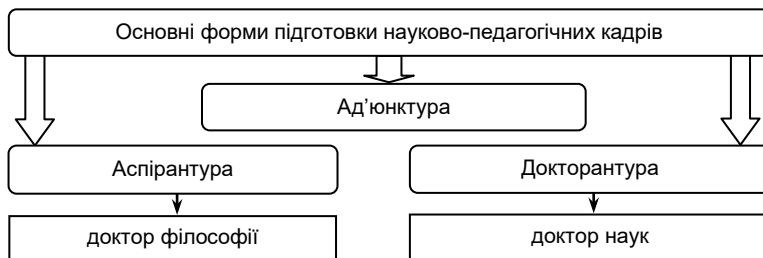 Основні форми підготовки науково-педагогічних кадрів
Ад’юнктура
Аспірантура
Докторантура
доктор філософії
доктор наук